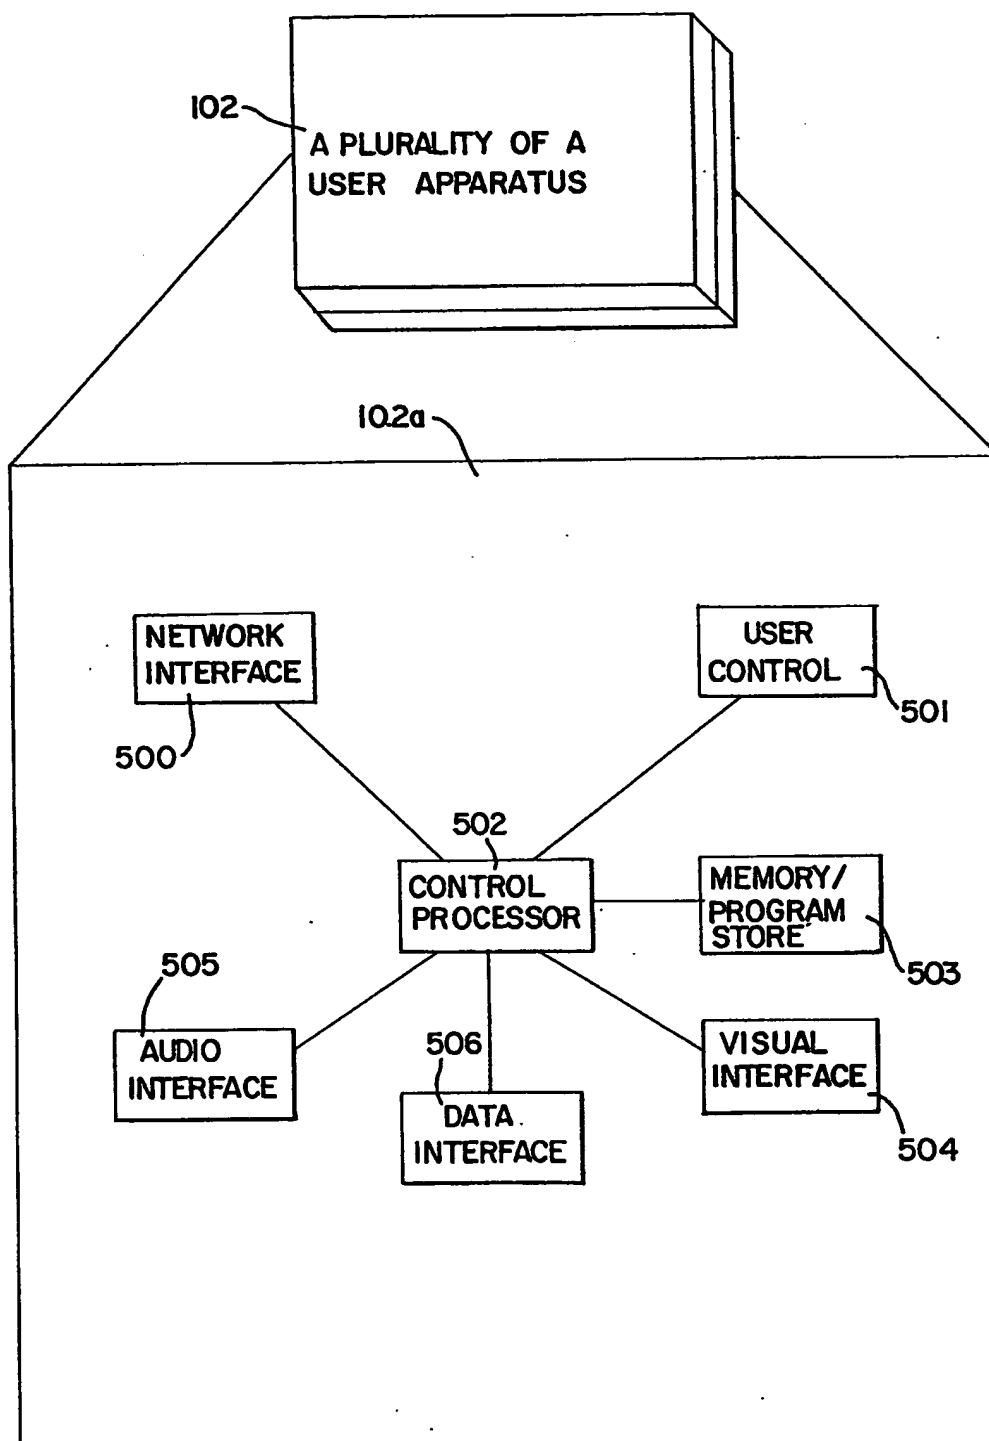 102
A PLURALITY OF A
USER APPARATUS
102a
NETWORK
INTERFACE
500
USER
CONTROL
501
502
CONTROL
PROCESSOR
MEMORY/
PROGRAM
STORE
503
505
AUDIO
INTERFACE
506
DATA
INTERFACE
VISUAL
INTERFACE
504